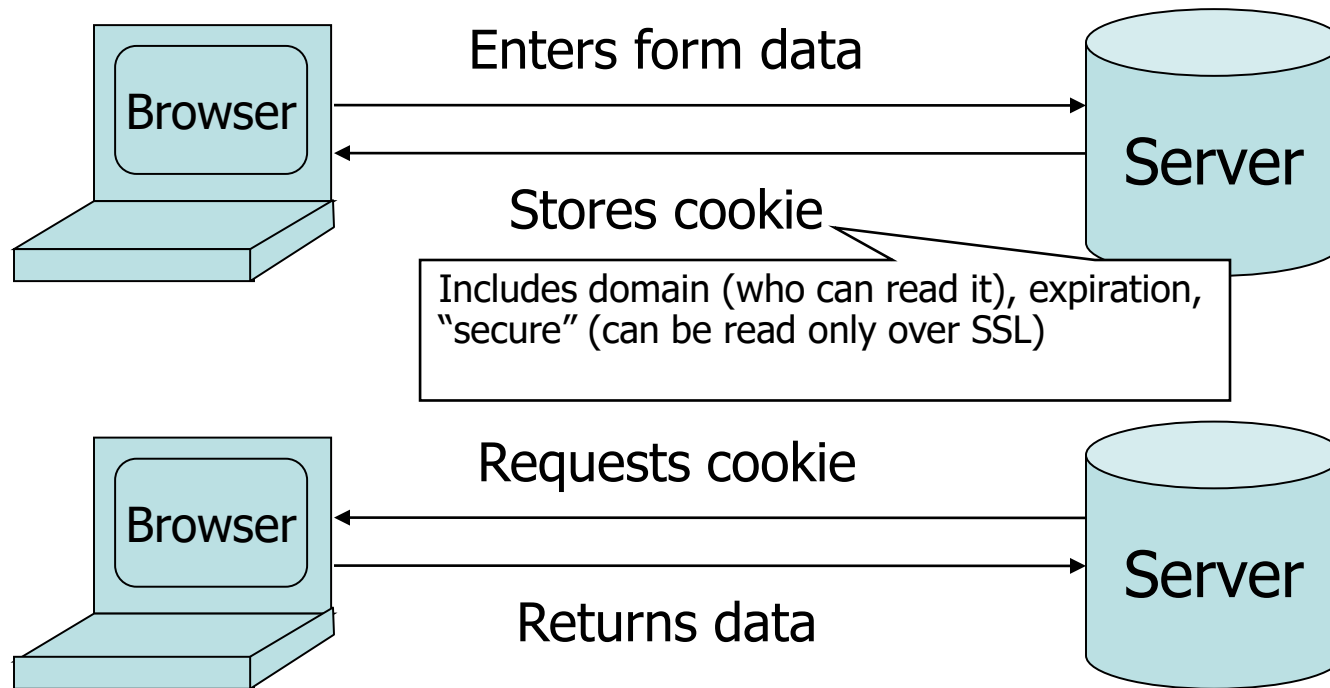 Enters form data
Browser
Server
Stores cookie
Includes domain (who can read it), expiration,
“secure” (can be read only over SSL)
Requests cookie
Browser
Server
Returns data